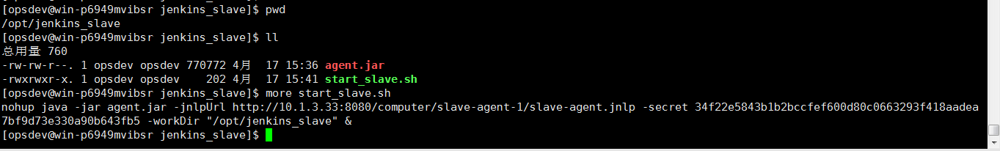 [opsdev@win-p6949mvibsr jenkins_slave]$ pwd
/opt/jenkins_slave
[opsdev@win-p6949mvibsr jenkins_slave]$ ll
总用量 760
-rw-rw-r--. 1 opsdev opsdev 770772 4月  17 15:36 agent.jar
-rwxrwxr-x. 1 opsdev opsdev    202 4月  17 15:41 start_slave.sh
[opsdev@win-p6949mvibsr jenkins_slave]$ more start_slave.sh
nohup java -jar agent.jar -jnlpUrl http://10.1.3.33:8080/computer/slave-agent-1/slave-agent.jnlp -secret 34f22e5843b1b2bccfef600d80c0663293f418aadea
7bf9d73e330a90b643fb5 -workDir "/opt/jenkins_slave" &
[opsdev@win-p6949mvibsr jenkins_slave]$